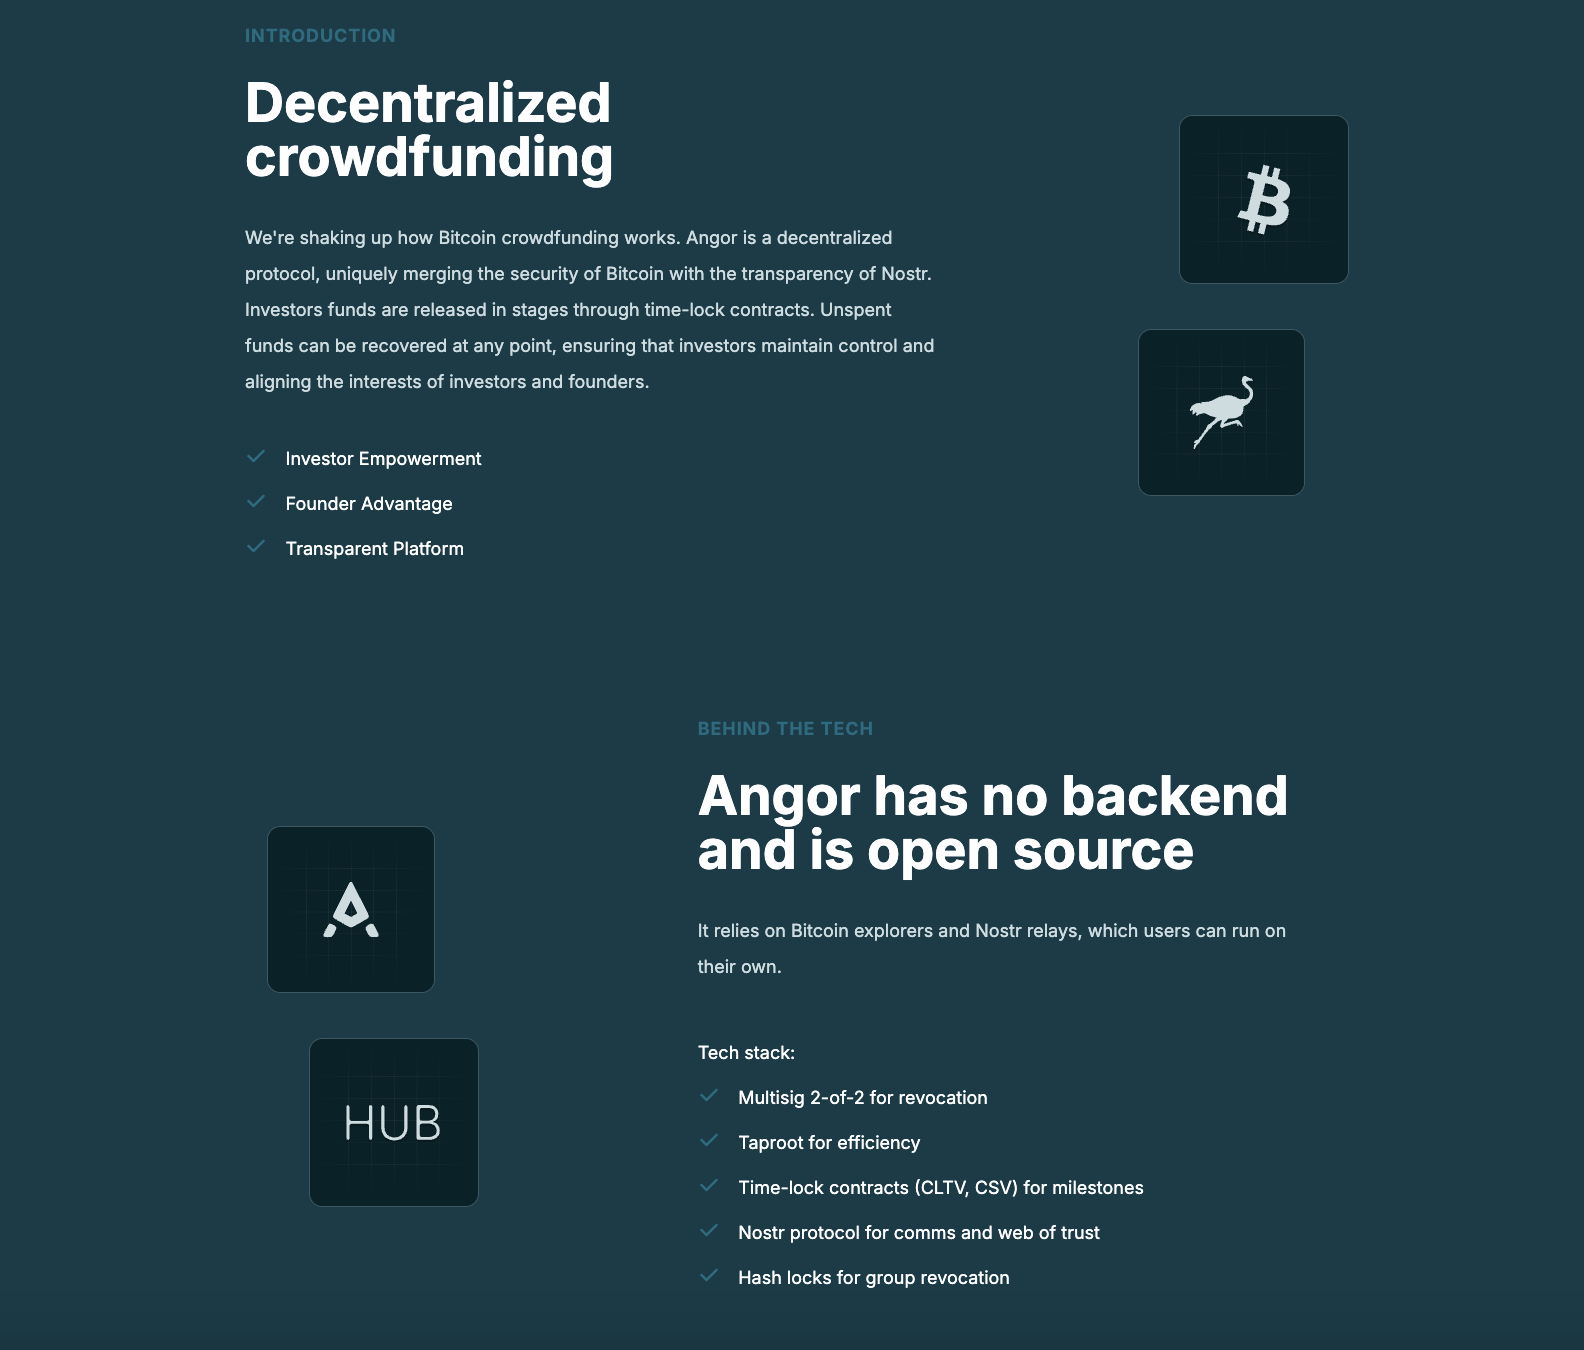 INTRODUCTION
Decentralized
crowdfunding
We're shaking up how Bitcoin crowdfunding works. Angor is a decentralized
protocol, uniquely merging the security of Bitcoin with the transparency of Nostr.
Investors funds are released in stages through time-lock contracts. Unspent
funds can be recovered at any point, ensuring that investors maintain control and
aligning the interests of investors and founders.
Investor Empowerment
Founder Advantage
Transparent Platform
BEHIND THE TECH
Angor has no backend
and is open source
It relies on Bitcoin explorers and Nostr relays, which users can run on
their own.
Tech stack:
Multisig 2-of-2 for revocation
Taproot for efficiency
Time-lock contracts (CLTV, CSV) for milestones
Nostr protocol for comms and web of trust
Hash locks for group revocation
HUB